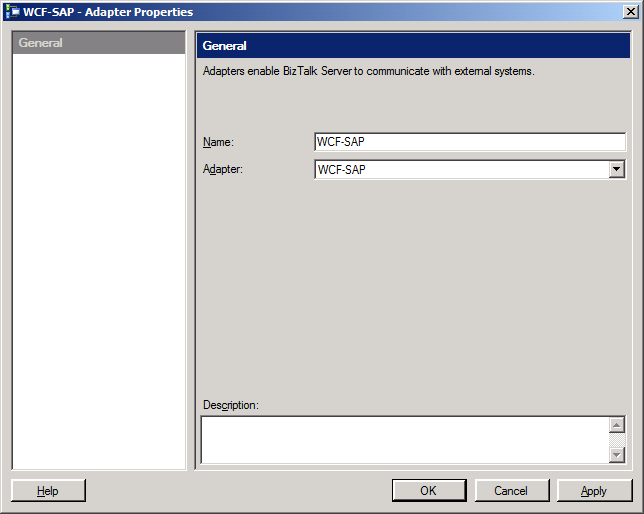 WCF-SAP - Adapter Properties
General
General
Adapters enable BizTalk Server to communicate with external systems.
Name:
WCF-SAP
Adapter:
WCF-SAP
Description:
Help
OK
Cancel
Apply